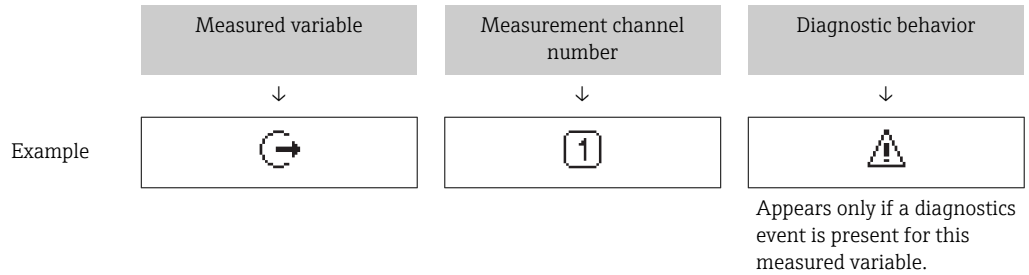 Measured variable
Measurement channel
number
Diagnostic behavior
↓
↓
↓
Example
1
Appears only if a diagnostics
event is present for this
measured variable.